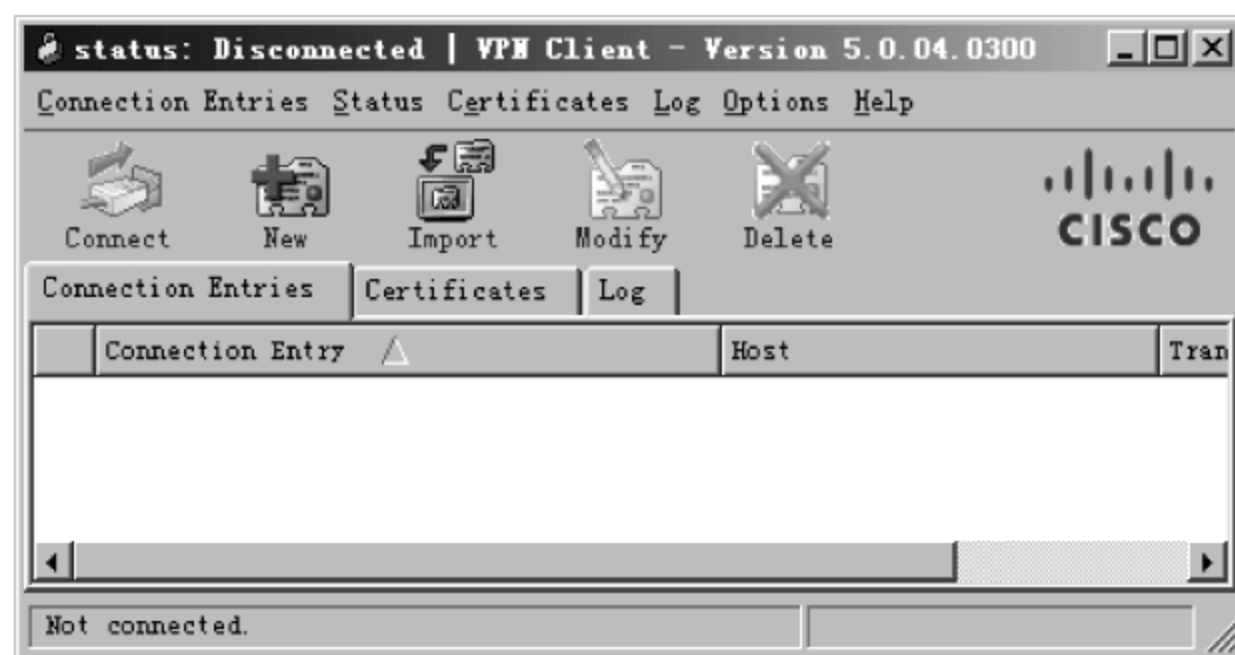 status: Disconnected | VPN Client - Version 5.0.04.0300
Connection Entries Status Certificates Log Options Help
Connect New Import Modify Delete
CISCO
Connection Entries Certificates Log
Connection Entry Host Tran
Not connected.